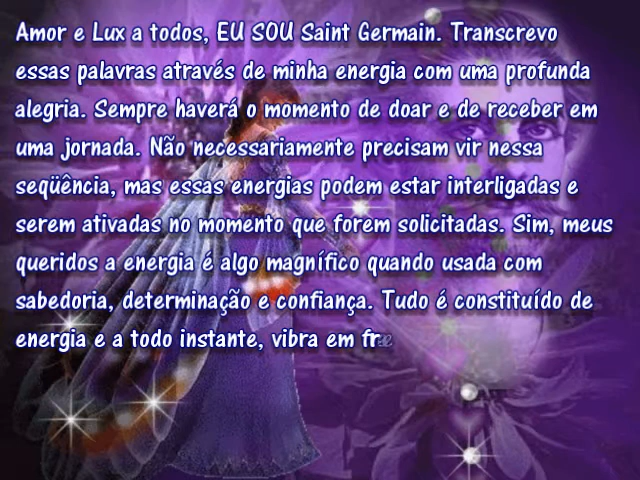 Amor e Lux a todos, EU SOU Saint Germain. Transcrevo
essas palavras através de minha energia com uma profunda
alegria. Sempre haverá o momento de doar e de receber em
uma jornada. Não necessariamente precisam vir nessa
seqüência, mas essas energias podem estar interligadas e
serem ativadas no momento que forem solicitadas. Sim, meus
queridos a energia é algo magnífico quando usada com
sabedoria, determinação e confiança. Tudo é constituído de
energia e a todo instante, vibra em